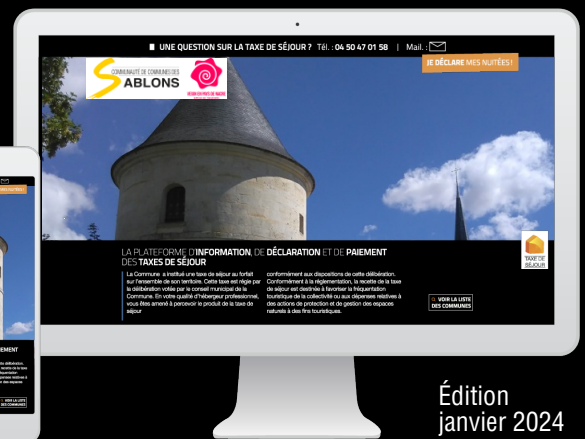 UNE QUESTION SUR LA TAXE DE SÉJOUR ? Tél. : 04 50 47 01 58 | Mail. :
JE DÉCLARE MES NUITÉES !
COMMUNAUTÉ DE COMMUNES DES
SABLONS
LA PLATEFORME D'INFORMATION, DE DÉCLARATION ET DE PAIEMENT
DES TAXES DE SÉJOUR
La Commune a institué une taxe de séjour au forfait
sur l'ensemble de son territoire. Cette taxe est régie par
la délibération votée par le conseil municipal de la
Commune. En votre qualité d'hébergeur professionnel,
vous êtes amené à percevoir le produit de la taxe de
séjour
conformément aux dispositions de cette délibération.
Conformément à la réglementation, la recette de la taxe
de séjour est destinée à favoriser la fréquentation
touristique de la collectivité ou aux dépenses relatives à
des actions de protection et de gestion des espaces
naturels à des fins touristiques.
TAXE DE
SÉJOUR
VOIR LA LISTE
DES COMMUNES
EMENT
VOIR LA LISTE
DES COMMUNES
Édition
janvier 2024